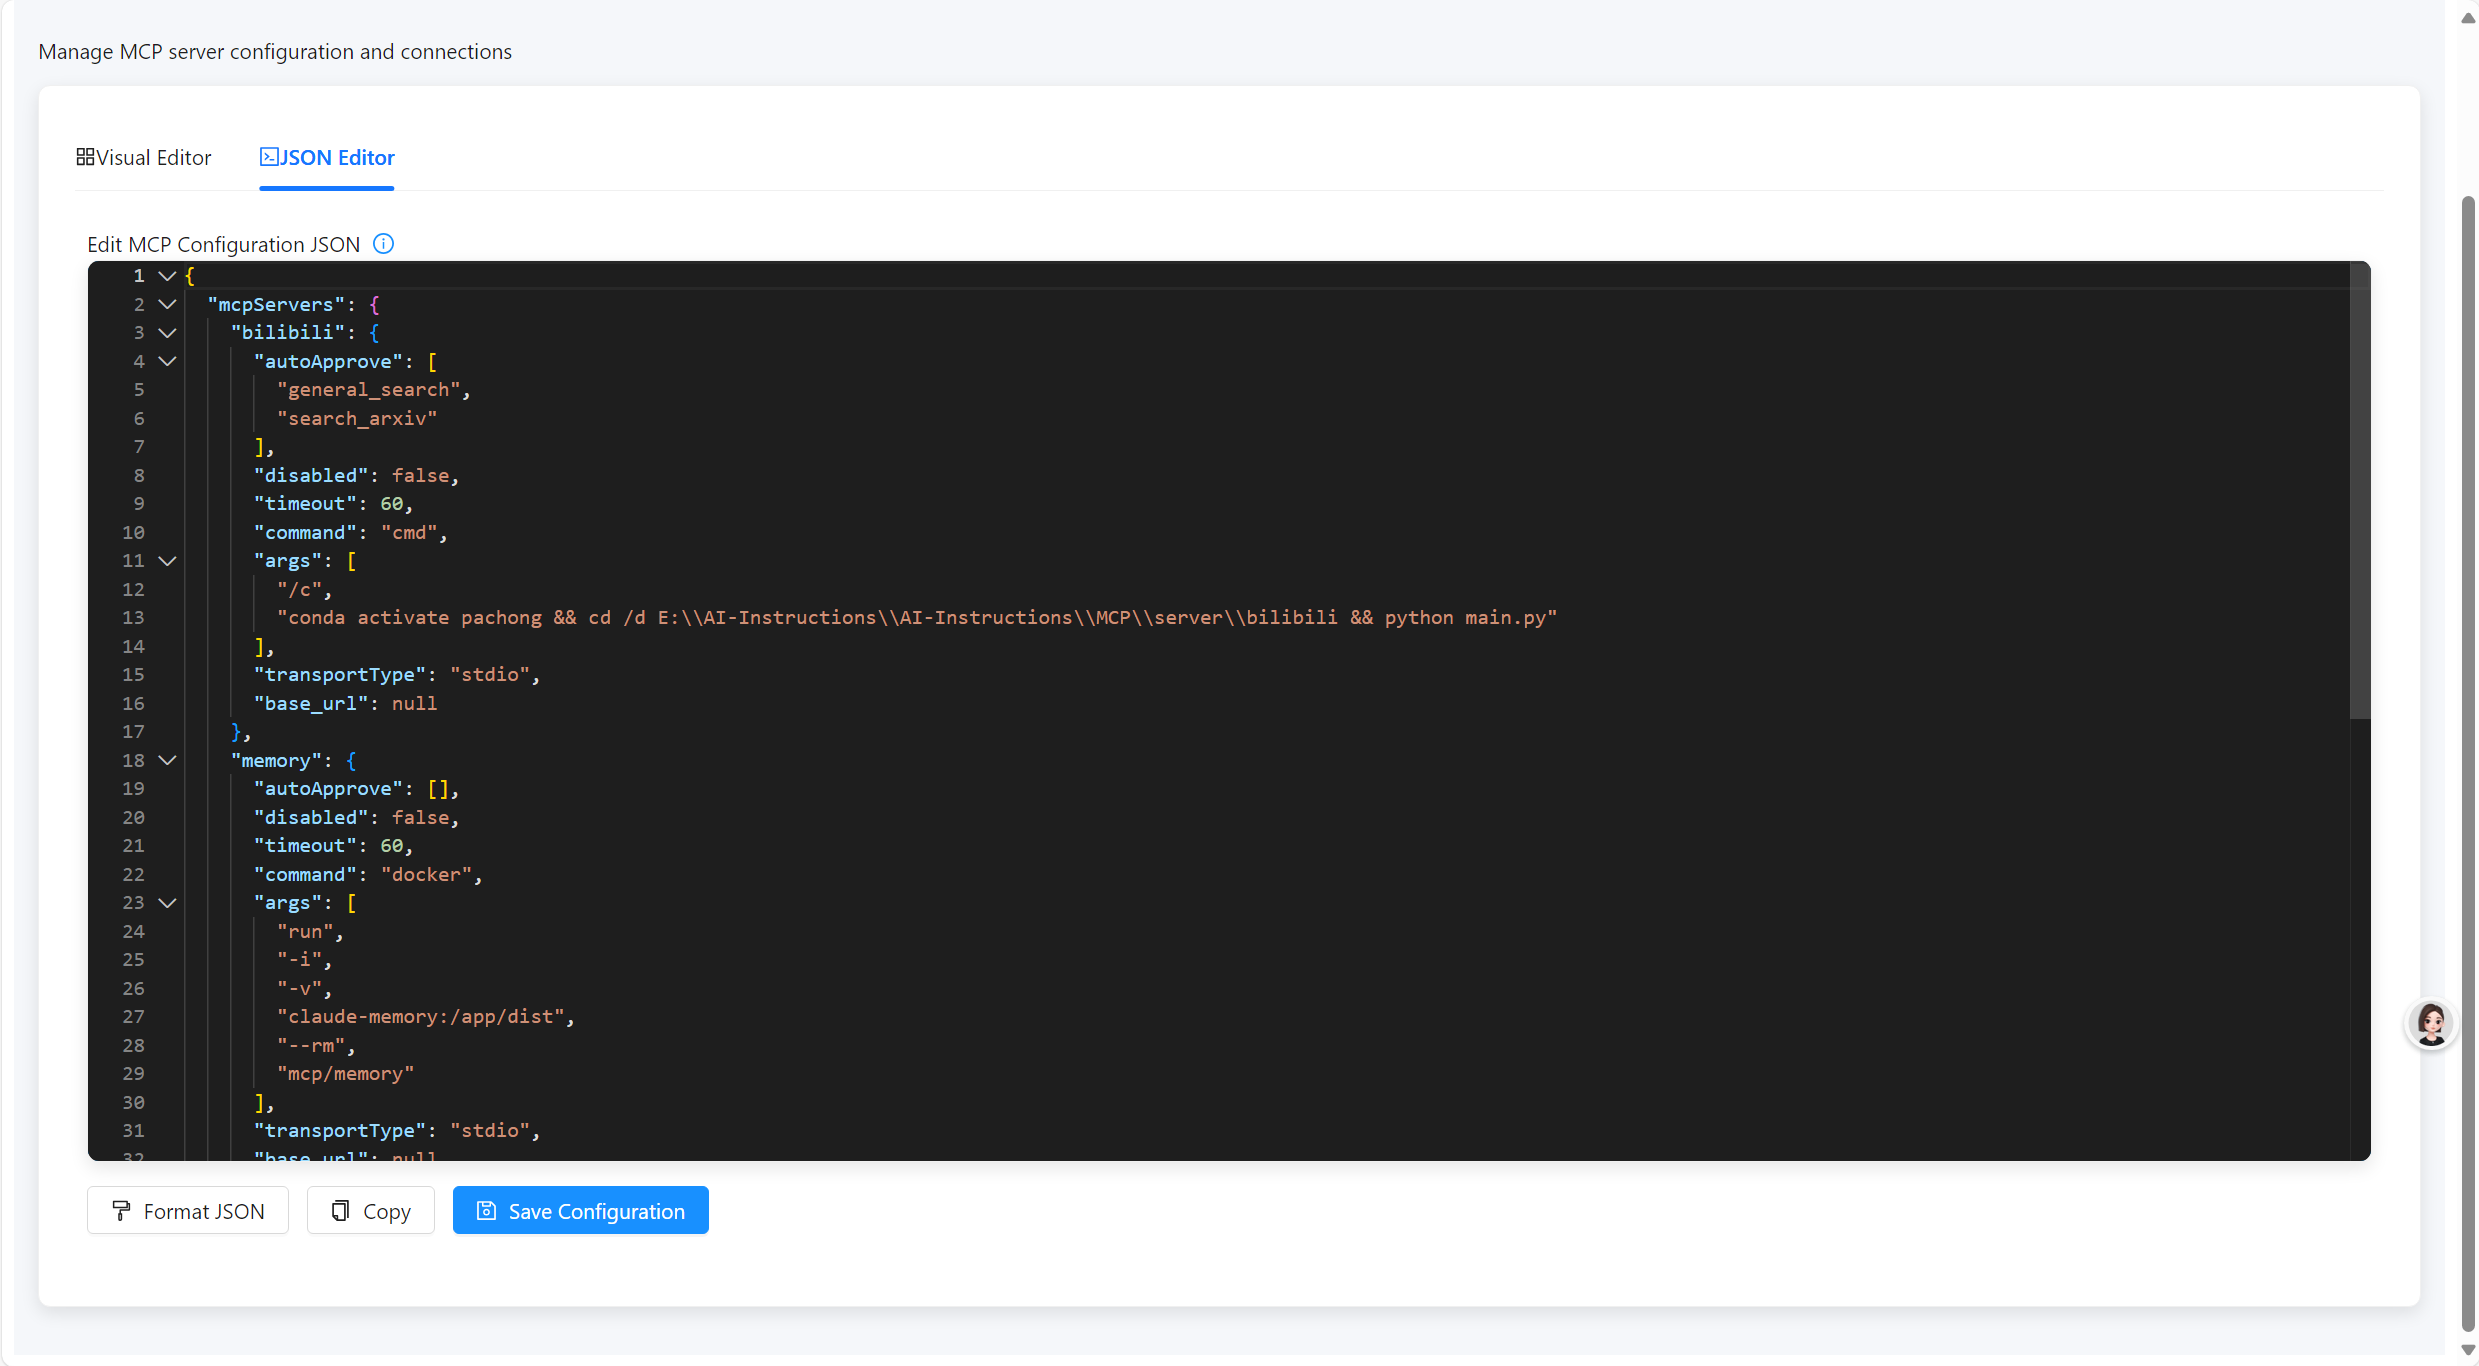 Manage MCP server configuration and connections
Visual Editor
JSON Editor
Edit MCP Configuration JSON
1 {
2 "mcpServers": {
3 "bilibili": {
4 "autoApprove": [
5 "general_search",
6 "search_arxiv"
7 ],
8 "disabled": false,
9 "timeout": 60,
10 "command": "cmd",
11 "args": [
12 "/c",
13 "conda activate pachong && cd /d E:\\AI-Instructions\\AI-Instructions\\MCP\\server\\bilibili && python main.py"
14 ],
15 "transportType": "stdio",
16 "base_url": null
17 },
18 "memory": {
19 "autoApprove": [],
20 "disabled": false,
21 "timeout": 60,
22 "command": "docker",
23 "args": [
24 "run",
25 "-i",
26 "-v",
27 "claude-memory:/app/dist",
28 "--rm",
29 "mcp/memory"
30 ],
31 "transportType": "stdio",
32 "base_url": null
Format JSON
Copy
Save Configuration